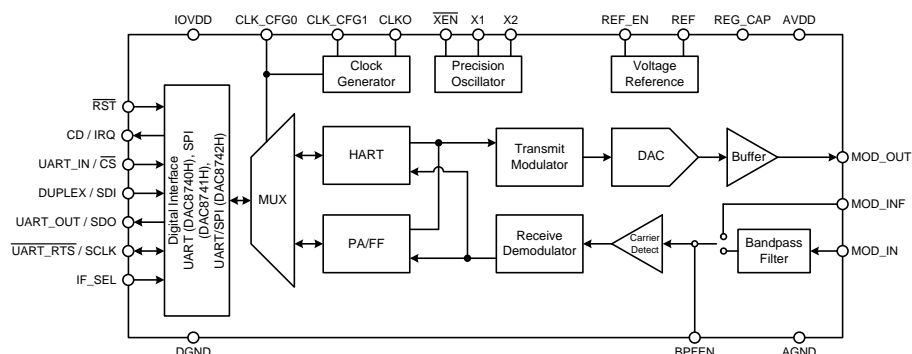 IOVDD
CLK_CFG0
CLK_CFG1
CLKO
XEN
X1
X2
REF_EN
REF
REG_CAP
AVDD
Clock
Generator
Precision
Oscillator
Voltage
Reference
RST
CD / IRQ
UART_IN / CS
DUPLEX / SDI
UART_OUT / SDO
UART_RTS / SCLK
IF_SEL
Digital Interface
UART (DAC8740H), SPI
(DAC8741H),
UART/SPI (DAC8742H)
MUX
HART
PA/FF
Transmit
Modulator
DAC
Buffer
Receive
Demodulator
Carrier
Detect
Bandpass
Filter
MOD_OUT
MOD_INF
MOD_IN
DGND
BPFEN
AGND